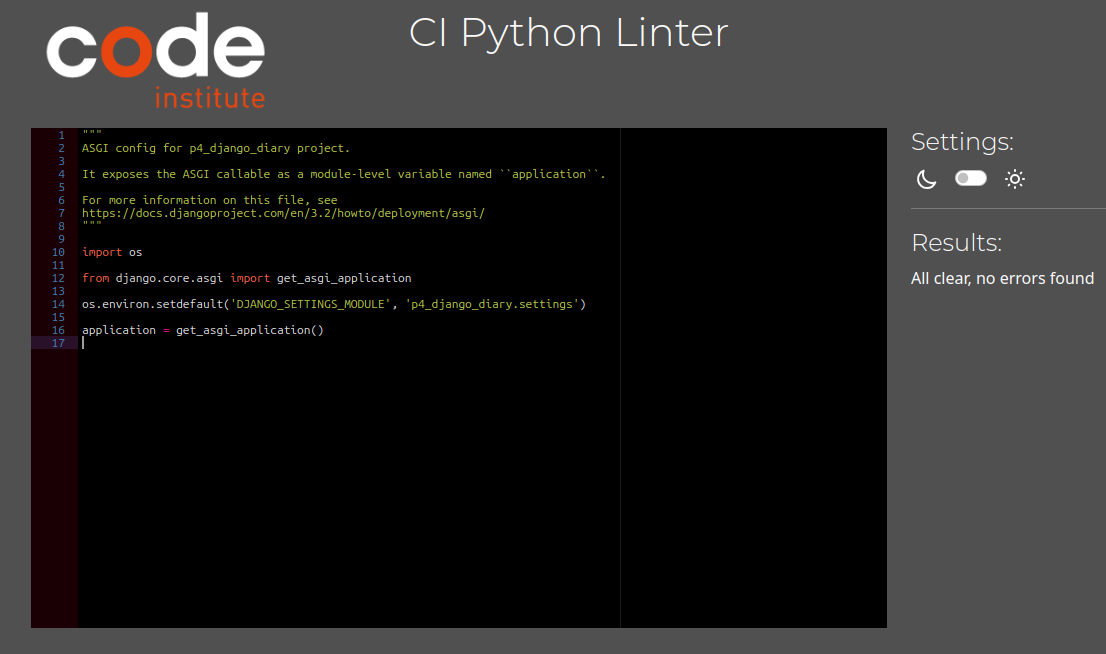 code
institute
CI Python Linter
1 """
2 ASGI config for p4_django_diary project.
3
4 It exposes the ASGI callable as a module-level variable named ``application``.
5
6 For more information on this file, see
7 https://docs.djangoproject.com/en/3.2/howto/deployment/asgi/
8 """
9
10 import os
11
12 from django.core.asgi import get_asgi_application
13
14 os.environ.setdefault('DJANGO_SETTINGS_MODULE', 'p4_django_diary.settings')
15
16 application = get_asgi_application()
17
Settings:
Results:
All clear, no errors found